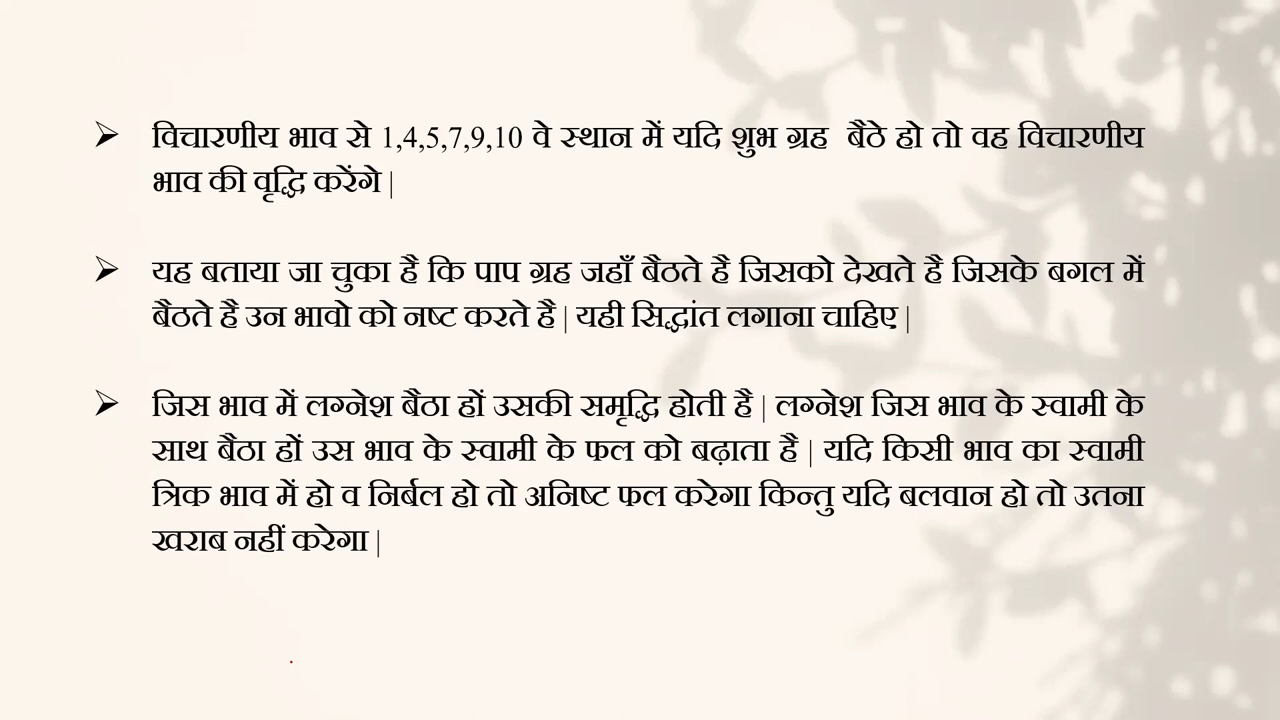 ➢ विचारणीय भाव से 1,4,5,7,9,10 वे स्थान में यदि शुभ ग्रह बैठे हो तो वह विचारणीय
भाव की वृद्धि करेंगे |
➢ यह बताया जा चुका है कि पाप ग्रह जहाँ बैठते है जिसको देखते है जिसके बगल में
बैठते है उन भावो को नष्ट करते है | यही सिद्धांत लगाना चाहिए |
➢ जिस भाव में लग्नेश बैठा हों उसकी समृद्धि होती है | लग्नेश जिस भाव के स्वामी के
साथ बैठा हों उस भाव के स्वामी के फल को बढ़ाता है | यदि किसी भाव का स्वामी
त्रिक भाव में हो व निर्बल हो तो अनिष्ट फल करेगा किन्तु यदि बलवान हो तो उतना
खराब नहीं करेगा |